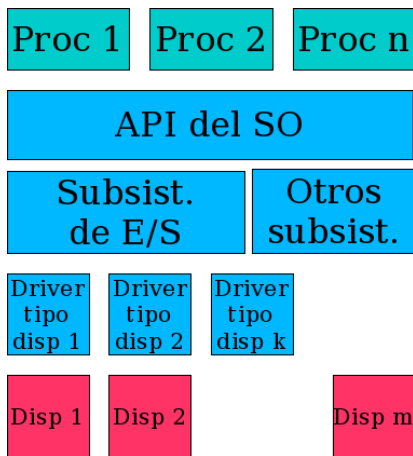 Proc 1 Proc 2 Proc n
API del SO
Subsist. de E/S
Otros subsist.
Driver tipo disp 1
Driver tipo disp 2
Driver tipo disp k
Disp 1 Disp 2 Disp m